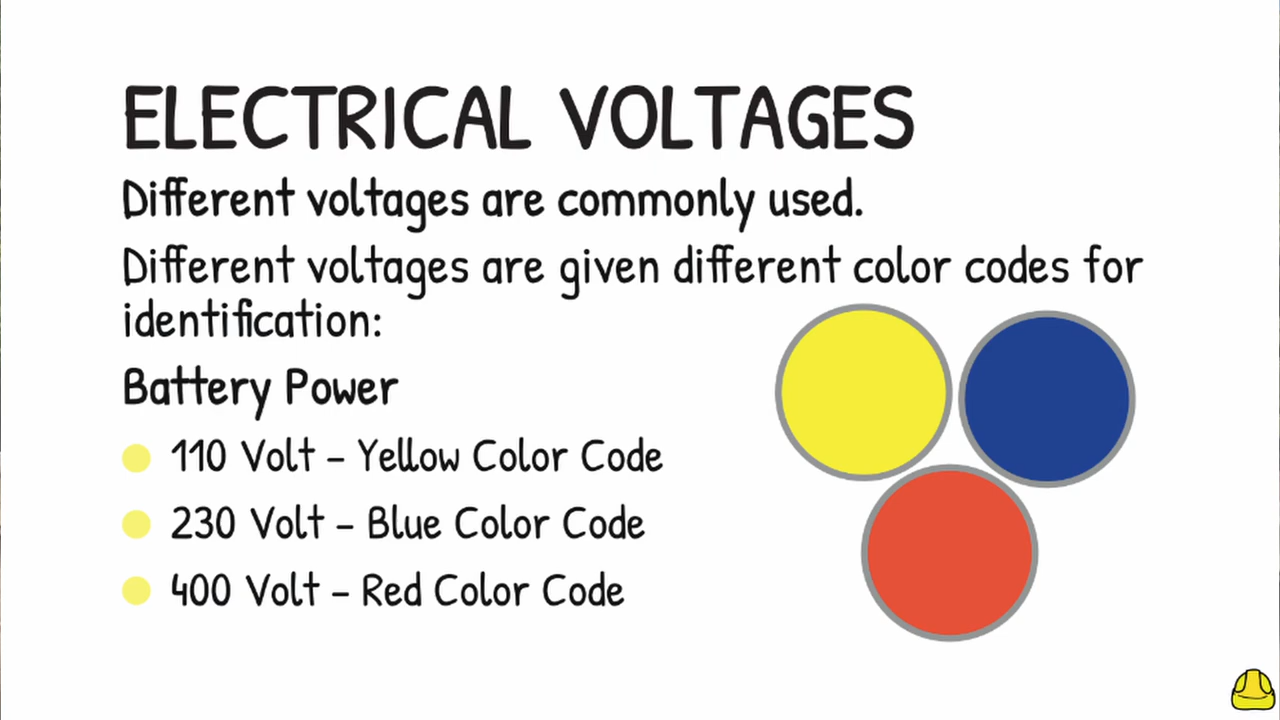 ELECTRICAL VOLTAGES
Different voltages are commonly used.
Different voltages are given different color codes for
identification:
Battery Power
110 Volt – Yellow Color Code
230 Volt – Blue Color Code
400 Volt – Red Color Code